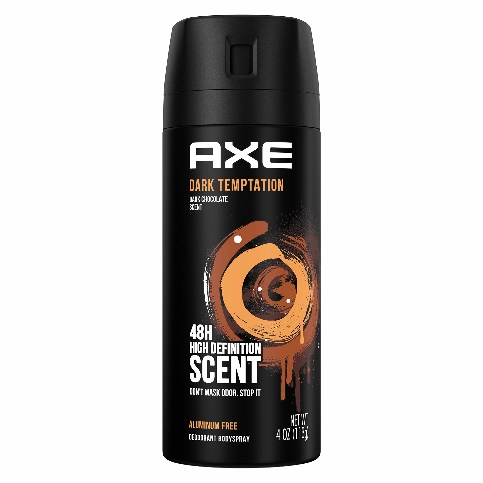 AXE
DARK TEMPTATION
DARK CHOCOLATE
SCENT
48H
HIGH DEFINITION
SCENT
DON'T MASK ODOR. STOP IT
ALUMINUM FREE
DEODORANT BODYSPRAY
NET WT
4 OZ (113g)